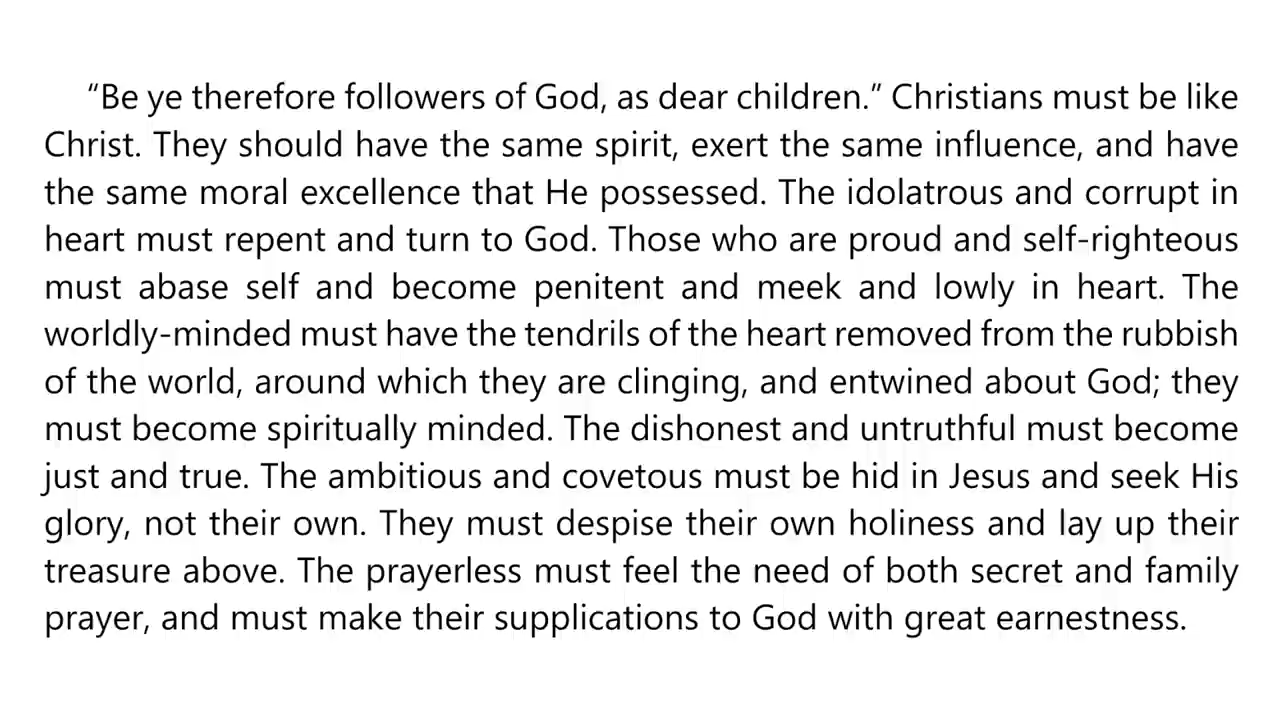 “Be ye therefore followers of God, as dear children.” Christians must be like
Christ. They should have the same spirit, exert the same influence, and have
the same moral excellence that He possessed. The idolatrous and corrupt in
heart must repent and turn to God. Those who are proud and self-righteous
must abase self and become penitent and meek and lowly in heart. The
worldly-minded must have the tendrils of the heart removed from the rubbish
of the world, around which they are clinging, and entwined about God; they
must become spiritually minded. The dishonest and untruthful must become
just and true. The ambitious and covetous must be hid in Jesus and seek His
glory, not their own. They must despise their own holiness and lay up their
treasure above. The prayerless must feel the need of both secret and family
prayer, and must make their supplications to God with great earnestness.